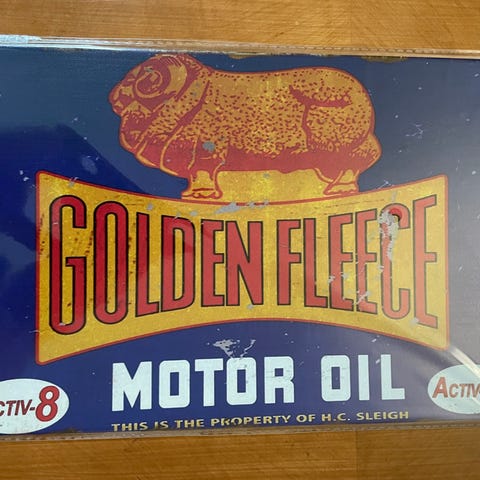 GOLDEN FLEECE
MOTOR OIL
CTIV-8
ACTIV
THIS IS THE PROPERTY OF H.C. SLEIGH